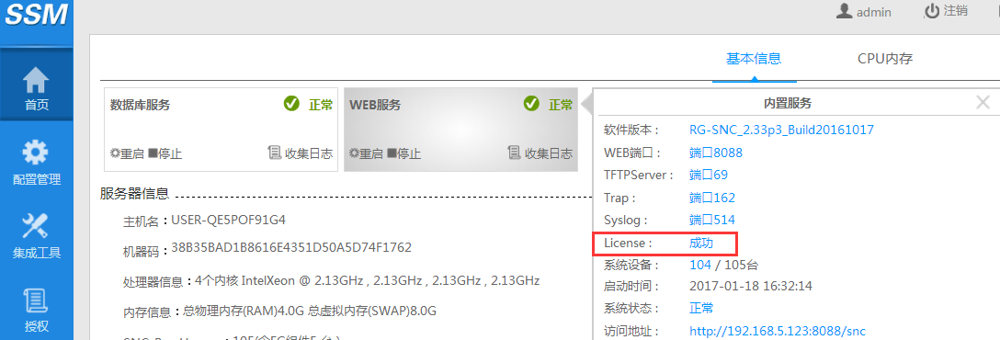 SSM
admin
注销
首页
配置管理
集成工具
授权
基本信息
CPU内存
数据库服务
正常
重启
停止
收集日志
WEB服务
正常
重启
停止
收集日志
服务器信息
主机名：USER-QE5POF91G4
机器码：38B35BAD1B8616E4351D50A5D74F1762
处理器信息：4个内核 IntelXeon @ 2.13GHz , 2.13GHz , 2.13GHz , 2.13GHz
内存信息：总物理内存(RAM)4.0G 总虚拟内存(SWAP)8.0G
内置服务
软件版本： RG-SNC_2.33p3_Build20161017
WEB端口： 端口8088
TFTPServer： 端口69
Trap： 端口162
Syslog： 端口514
License： 成功
系统设备： 104 / 105台
启动时间： 2017-01-18 16:32:14
系统状态： 正常
访问地址： http://192.168.5.123:8088/snc